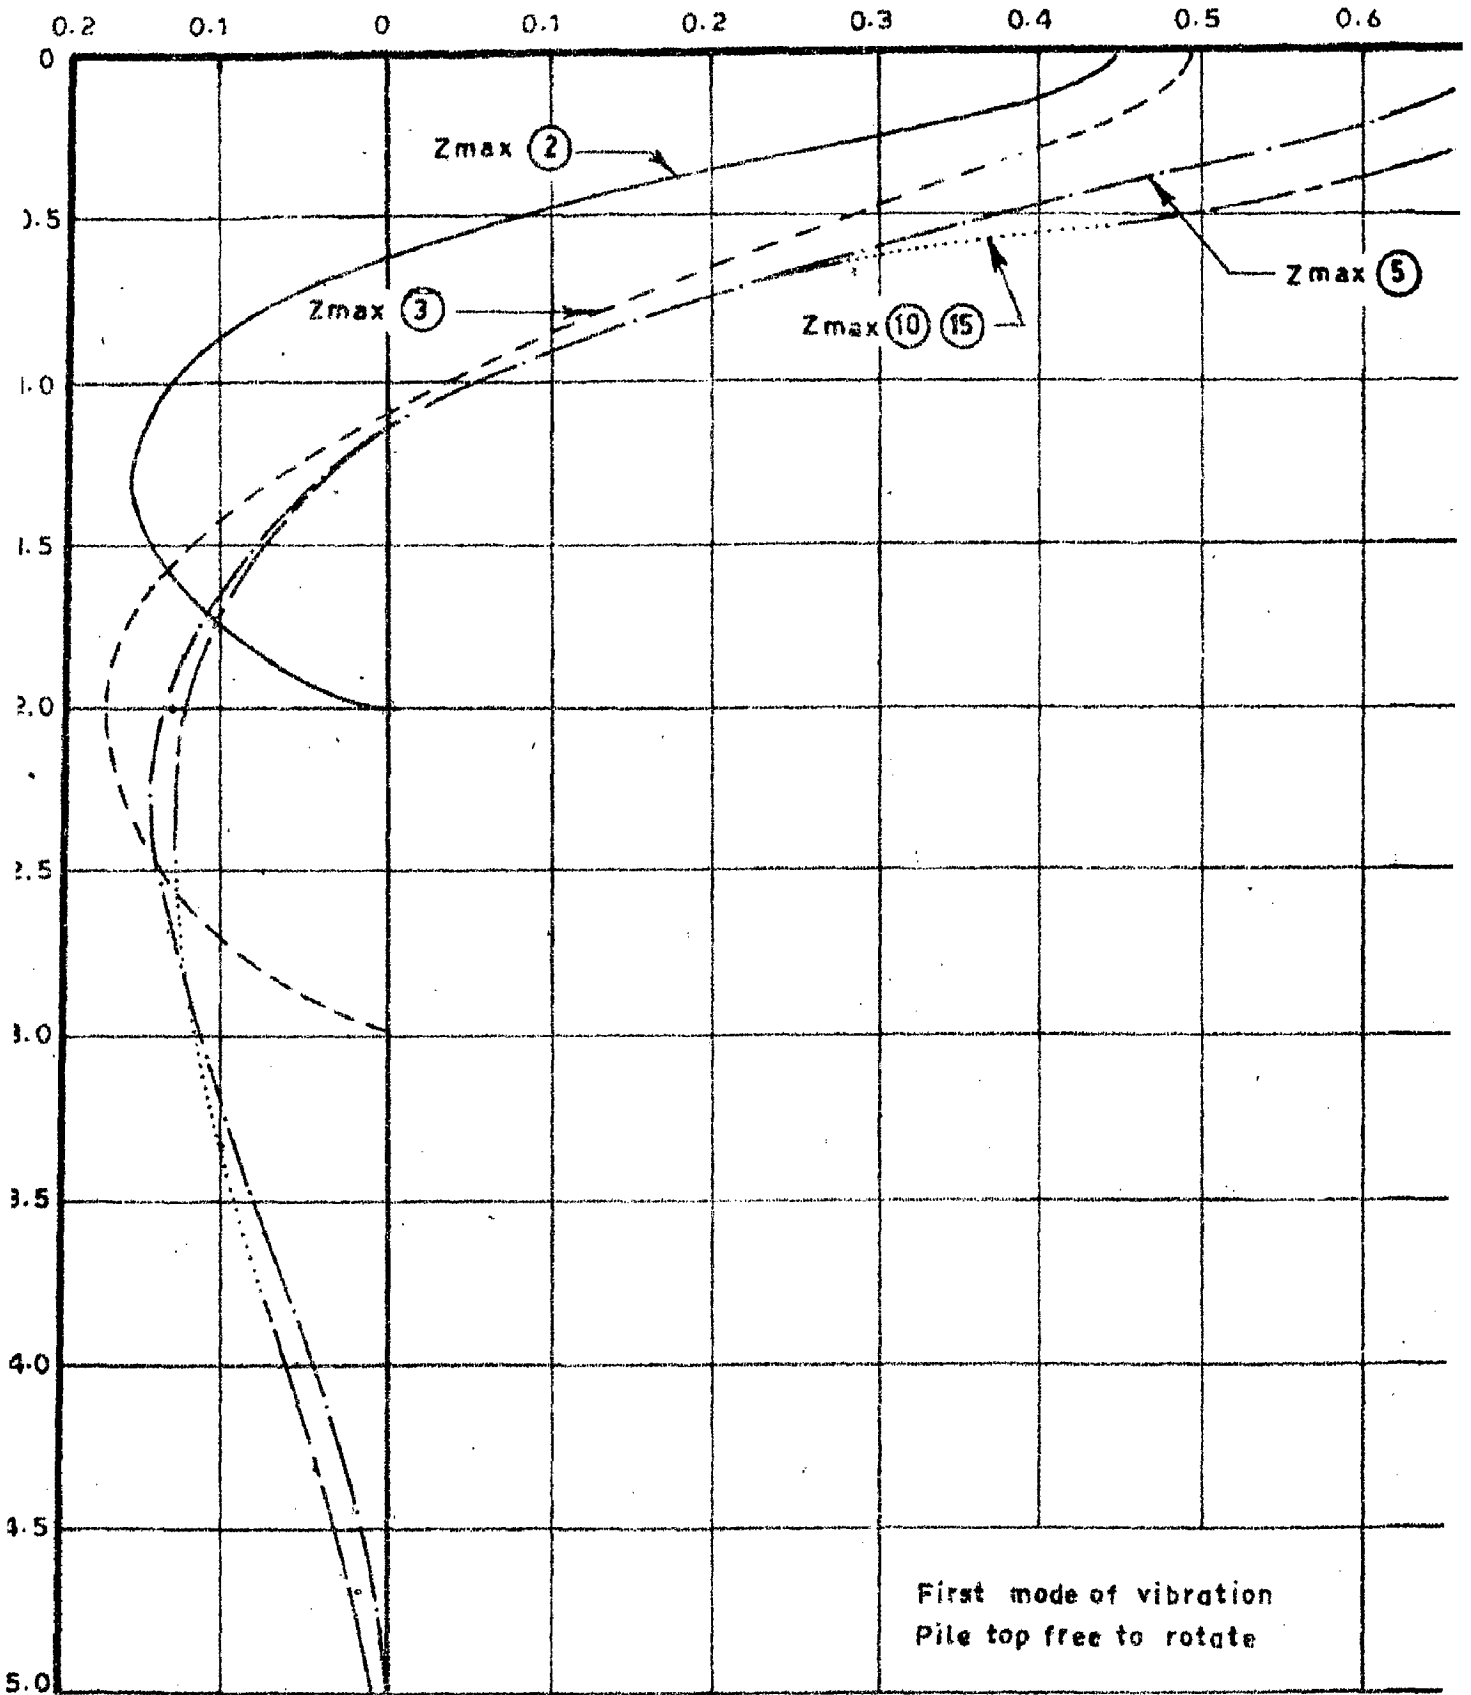 0.2 0.1 0 0.1 0.2 0.3 0.4 0.5 0.6
0
Zmax 2
0.5
Zmax 5
Zmax 3
Zmax 10 15
1.0
1.5
2.0
2.5
3.0
3.5
4.0
4.5
First mode of vibration
Pile top free to rotate
5.0